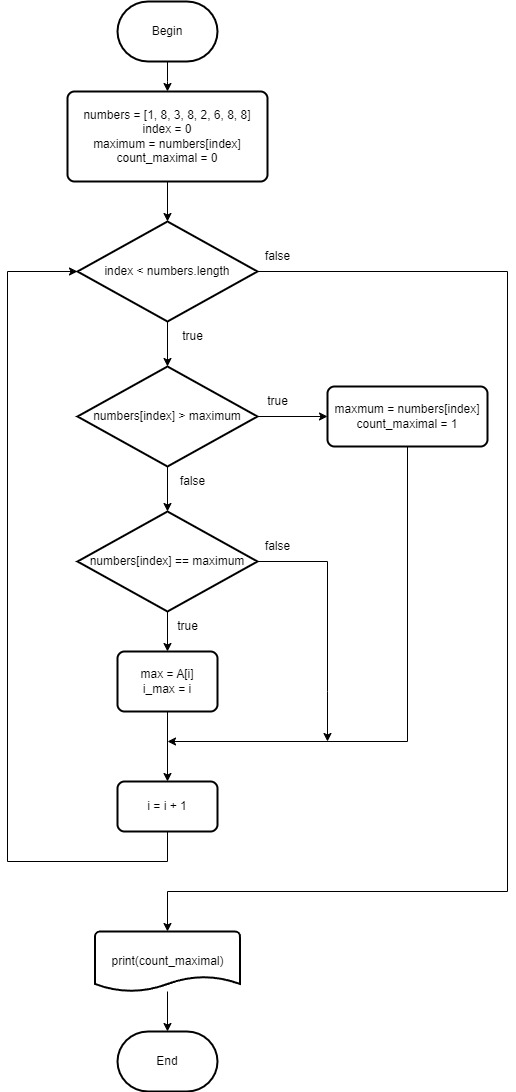 Begin
numbers = [1, 8, 3, 8, 2, 6, 8, 8]
index = 0
maximum = numbers[index]
count_maximal = 0
index < numbers.length
false
true
numbers[index] > maximum
true
maxmum = numbers[index]
count_maximal = 1
false
numbers[index] == maximum
false
true
max = A[i]
i_max = i
i = i + 1
print(count_maximal)
End